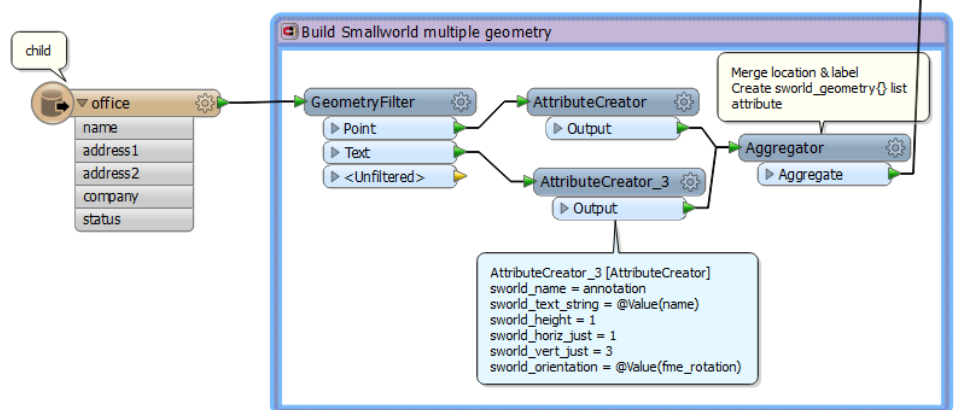 Build Smallworld multiple geometry
child
office
name
address1
address2
company
status
GeometryFilter
Point
Text
<Unfiltered>
AttributeCreator
Output
AttributeCreator_3
Output
Merge location & label
Create sworld_geometry{} list
attribute
Aggregator
Aggregate
AttributeCreator_3 [AttributeCreator]
sworld_name = annotation
sworld_text_string = @Value(name)
sworld_height = 1
sworld_horiz_just = 1
sworld_vert_just = 3
sworld_orientation = @Value(fme_rotation)